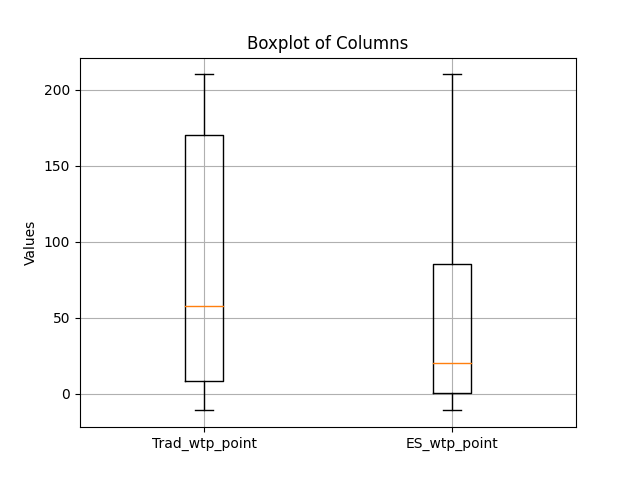 Boxplot of Columns
200
150
100
50
0
Values
Trad_wtp_point
ES_wtp_point